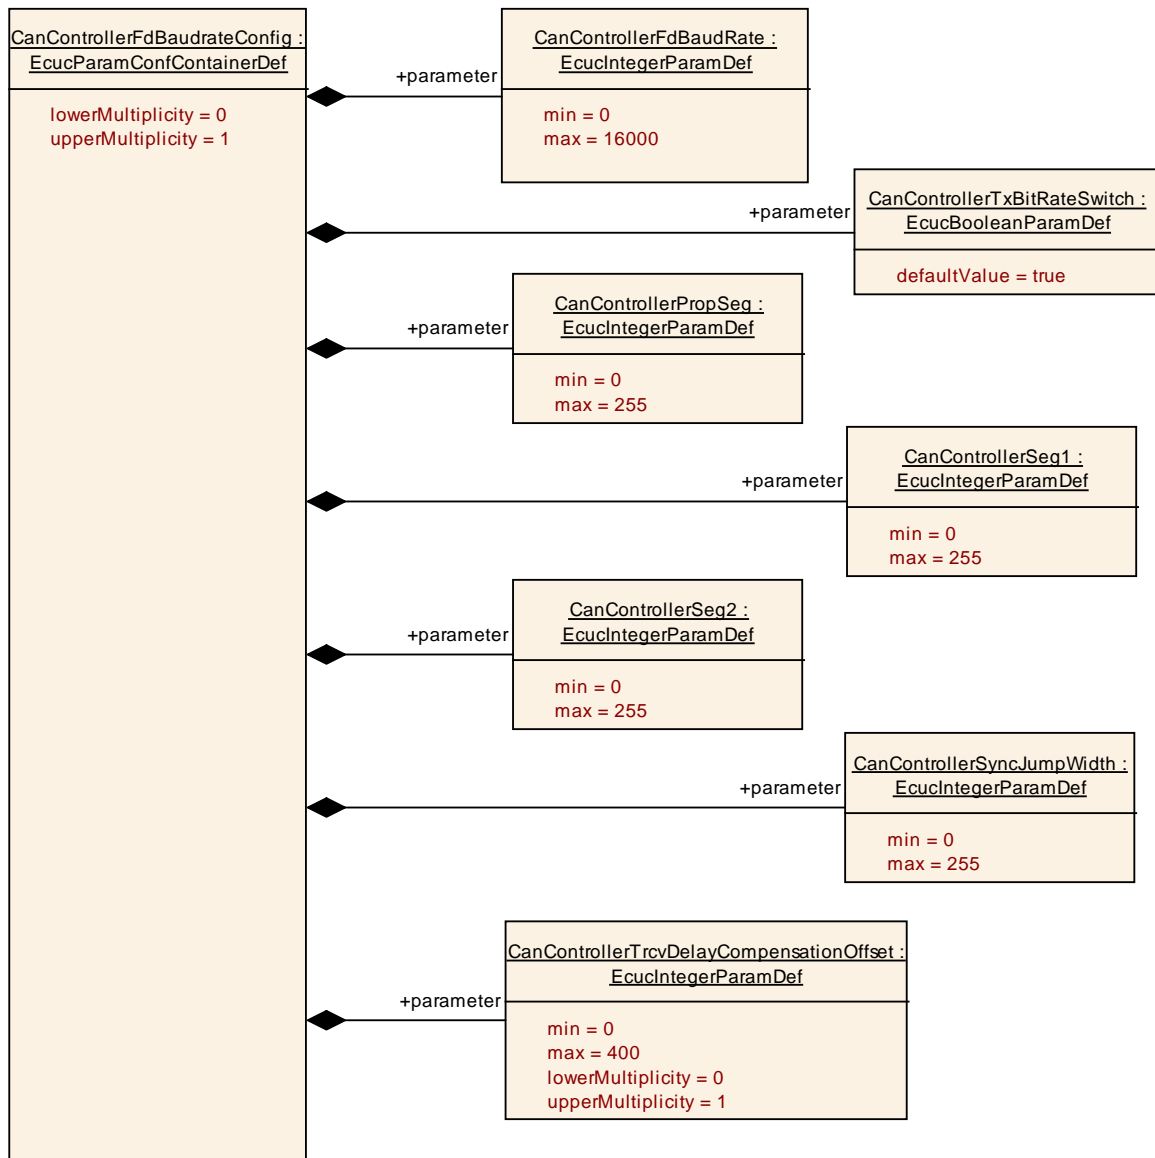 CanControllerFdBaudrateConfig :
EcucParamConfContainerDef
lowerMultiplicity = 0
upperMultiplicity = 1
+parameter
CanControllerFdBaudRate :
EcucIntegerParamDef
min = 0
max = 16000
+parameter
CanControllerTxBitRateSwitch :
EcucBooleanParamDef
defaultValue = true
+parameter
CanControllerPropSeg :
EcucIntegerParamDef
min = 0
max = 255
+parameter
CanControllerSeg1 :
EcucIntegerParamDef
min = 0
max = 255
+parameter
CanControllerSeg2 :
EcucIntegerParamDef
min = 0
max = 255
+parameter
CanControllerSyncJumpWidth :
EcucIntegerParamDef
min = 0
max = 255
+parameter
CanControllerTrcvDelayCompensationOffset :
EcucIntegerParamDef
min = 0
max = 400
lowerMultiplicity = 0
upperMultiplicity = 1